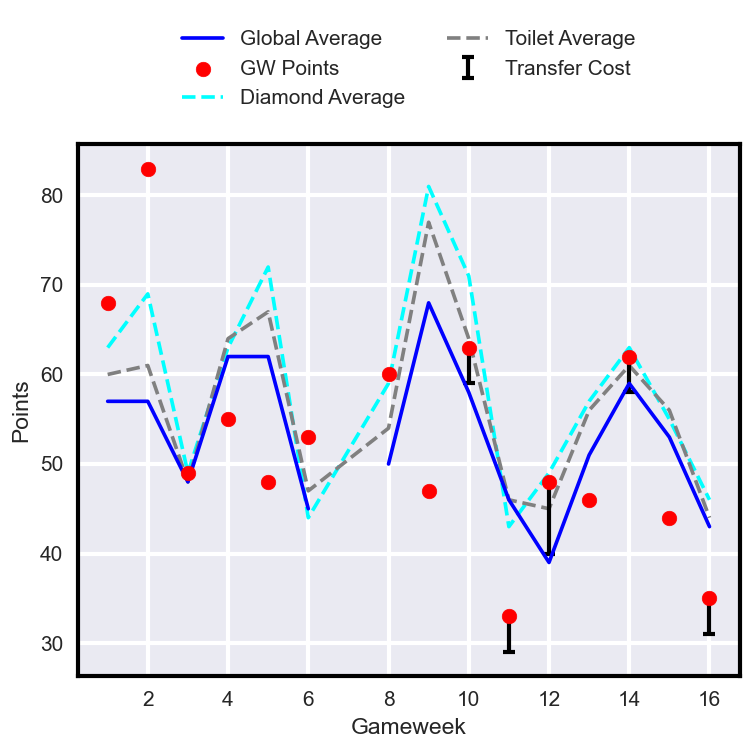 Global Average
GW Points
Diamond Average
Toilet Average
Transfer Cost
80
70
60
50
40
30
Points
2 4 6 8 10 12 14 16
Gameweek